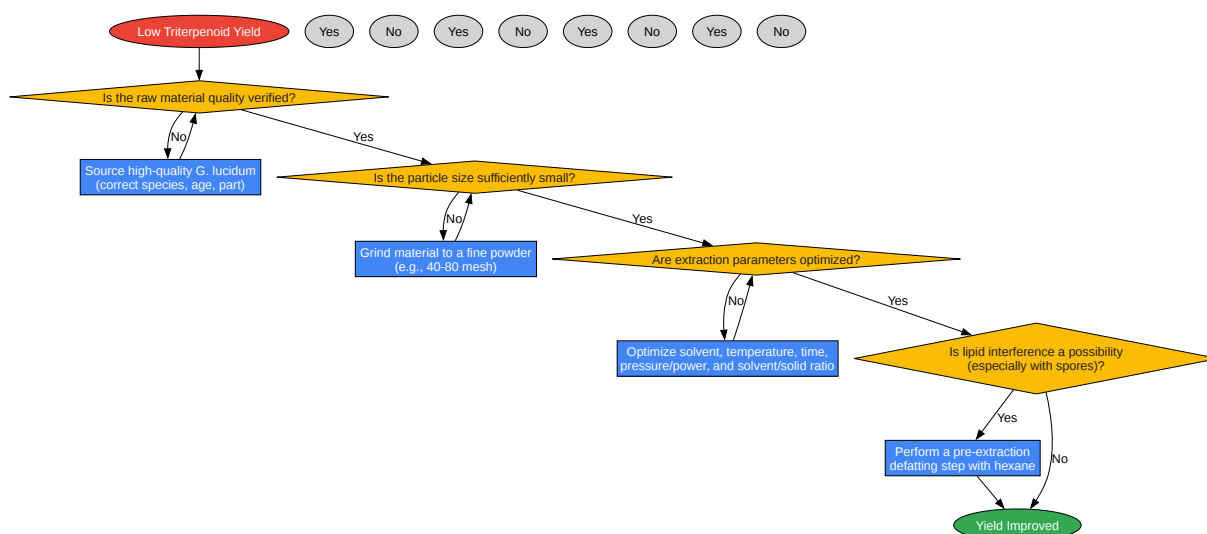 Low Triterpenoid Yield
Yes
No
Yes
No
Yes
No
Yes
No
Is the raw material quality verified?
No
Yes
Source high-quality G. lucidum
(correct species, age, part)
Is the particle size sufficiently small?
No
Yes
Grind material to a fine powder
(e.g., 40-80 mesh)
Are extraction parameters optimized?
No
Yes
Optimize solvent, temperature, time,
pressure/power, and solvent/solid ratio
Is lipid interference a possibility
(especially with spores)?
Yes
No
Perform a pre-extraction
defatting step with hexane
Yield Improved